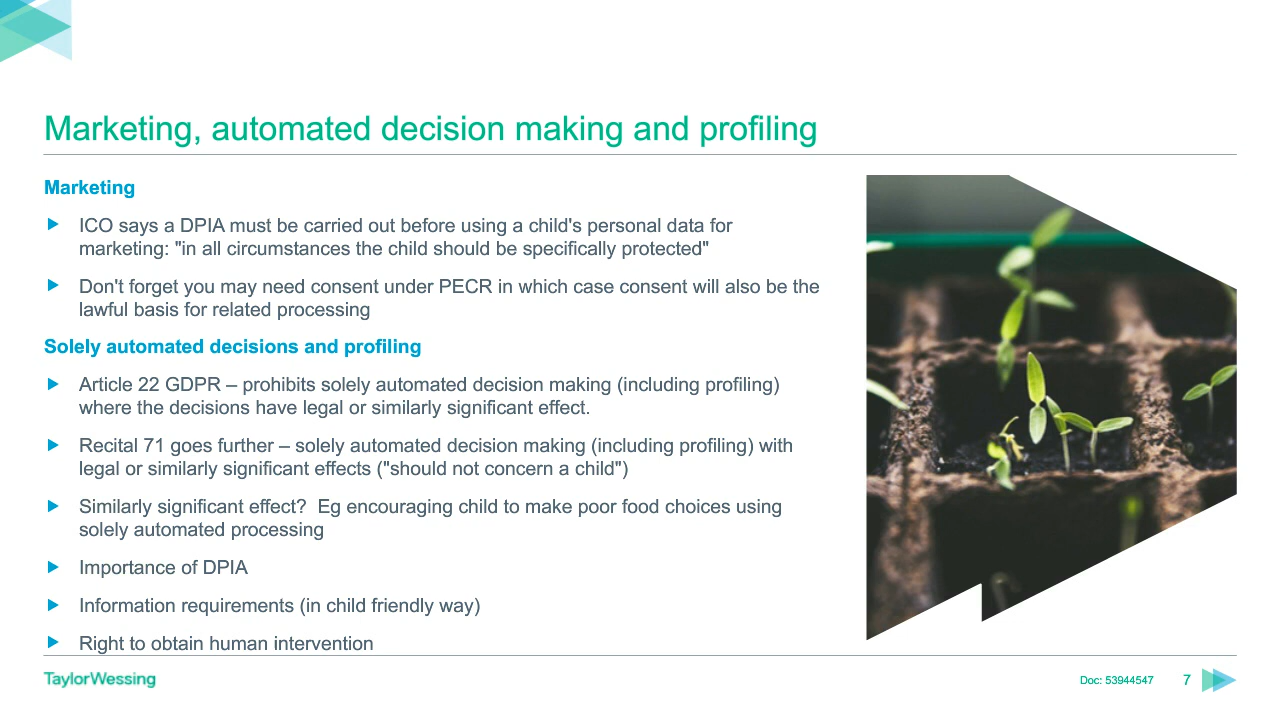 Marketing, automated decision making and profiling
Marketing
ICO says a DPIA must be carried out before using a child's personal data for
marketing: "in all circumstances the child should be specifically protected"
Don't forget you may need consent under PECR in which case consent will also be the
lawful basis for related processing
Solely automated decisions and profiling
Article 22 GDPR – prohibits solely automated decision making (including profiling)
where the decisions have legal or similarly significant effect.
Recital 71 goes further – solely automated decision making (including profiling) with
legal or similarly significant effects ("should not concern a child")
Similarly significant effect?  Eg encouraging child to make poor food choices using
solely automated processing
Importance of DPIA
Information requirements (in child friendly way)
Right to obtain human intervention
TaylorWessing
Doc: 53944547
7